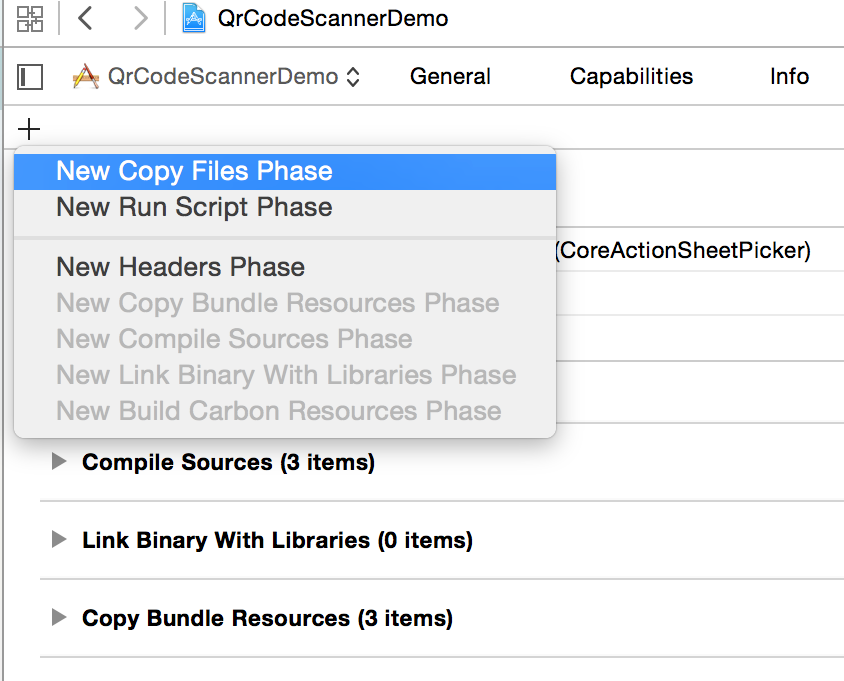 QrCodeScannerDemo
QrCodeScannerDemo General Capabilities Info
New Copy Files Phase
New Run Script Phase
(CoreActionSheetPicker)
New Headers Phase
New Copy Bundle Resources Phase
New Compile Sources Phase
New Link Binary With Libraries Phase
New Build Carbon Resources Phase
Compile Sources (3 items)
Link Binary With Libraries (0 items)
Copy Bundle Resources (3 items)